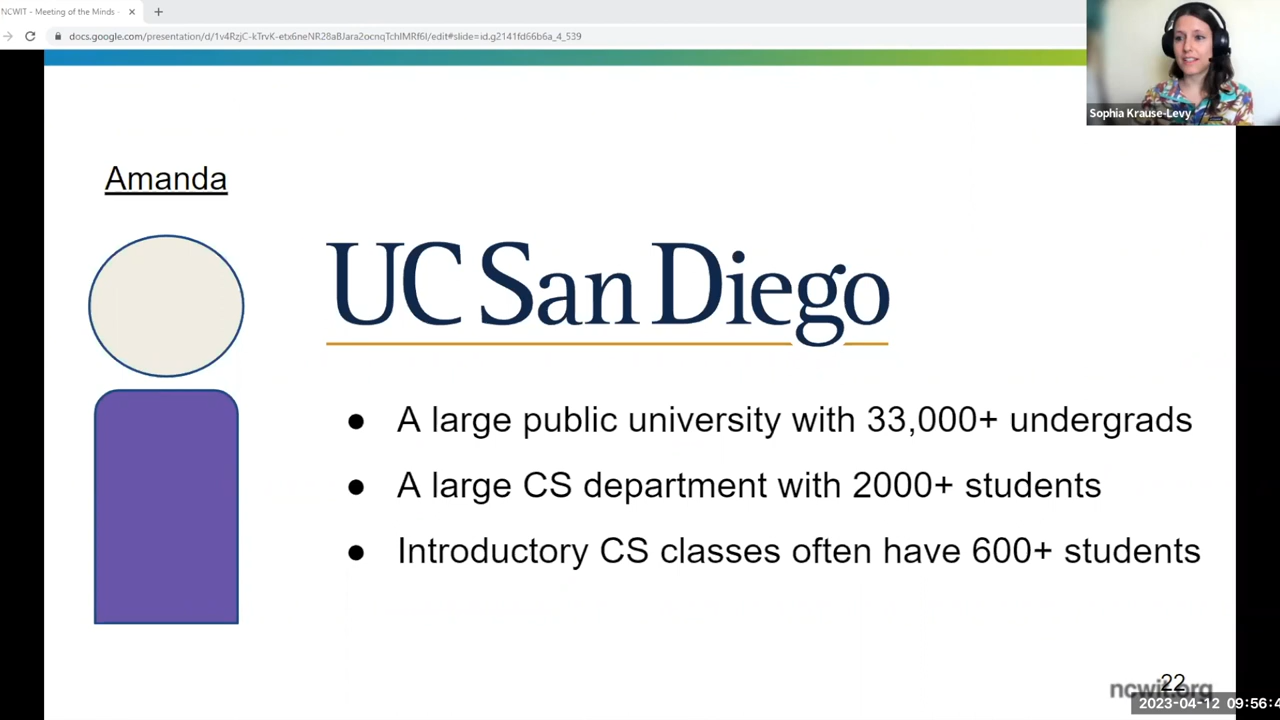 NCWIT - Meeting of the Minds -
docs.google.com/presentation/d/1v4RzjC-kTrvK-etx6neNR28aBJara2ocnqTchIMRf6I/edit#slide=id.g2141fd66b6a_4_539
Sophia Krause-Levy
Amanda
UC San Diego
● A large public university with 33,000+ undergrads
● A large CS department with 2000+ students
● Introductory CS classes often have 600+ students
22
ncwit.org
2023-04-12 09:56:4